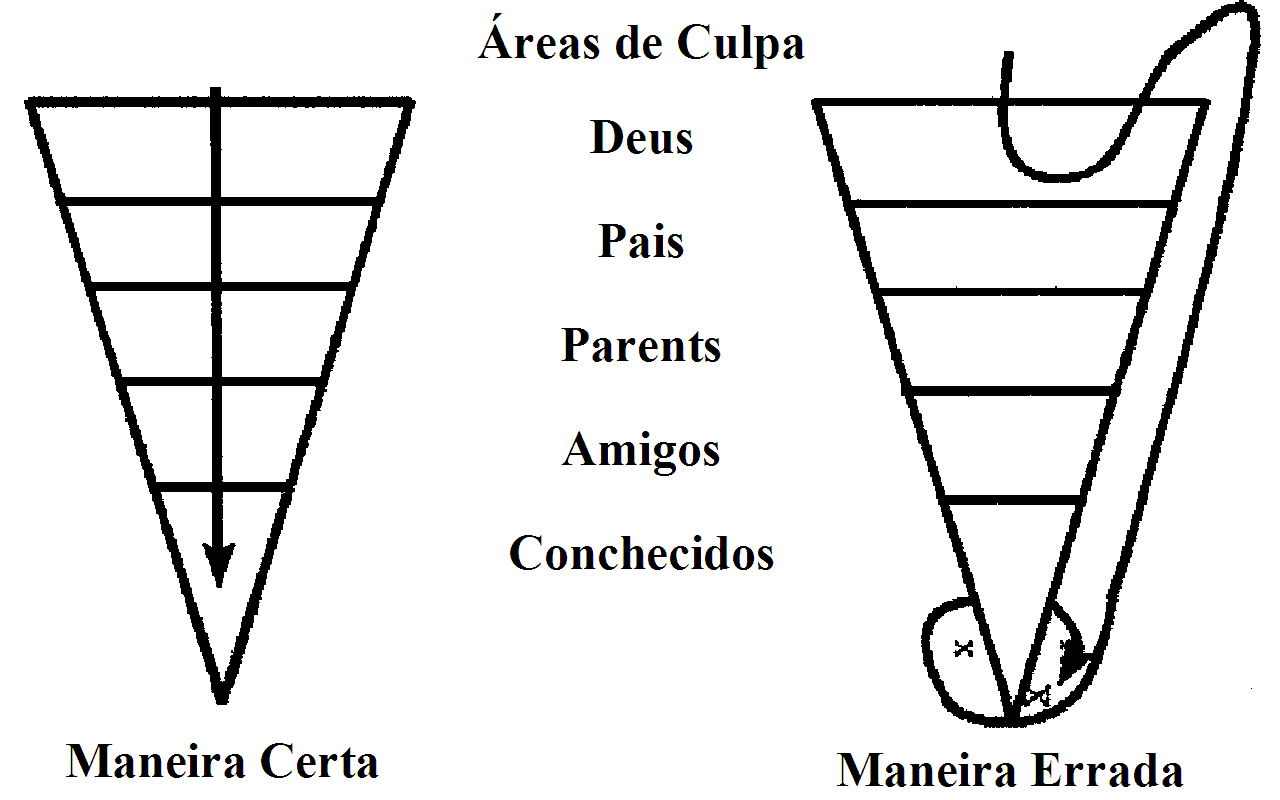 Áreas de Culpa
Deus
Pais
Parents
Amigos
Conchecidos
x
x
Maneira Certa
Maneira Errada